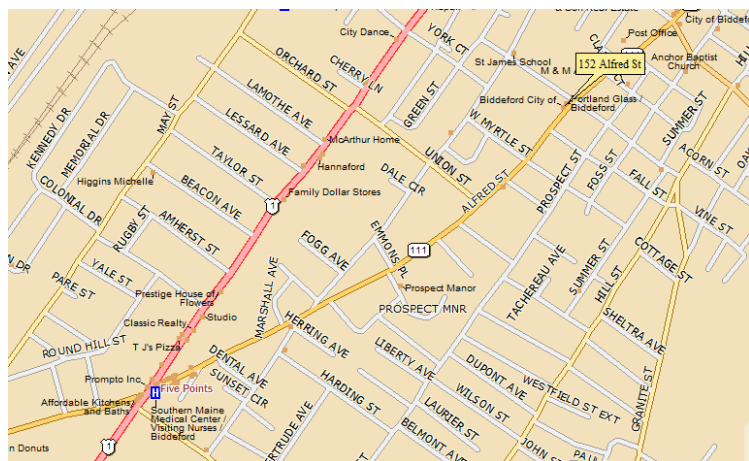 City Dance
YORK CT
& Son Real Estate
City of Biddeford
Post Office
ORCHARD ST
CHERRY LN
St James School
M & M
152 Alfred St
Anchor Baptist
Church
KENNEDY DR
MEMORIAL DR
MAY ST
LAMOTHE AVE
GREEN ST
Biddeford City of
Portland Glass /
Biddeford
LESSARD AVE
McArthur Home
W MYRTLE ST
SUMMER ST
TAYLOR ST
Hannaford
UNION ST
PROSPECT ST
FOSS ST
ACORN ST
Higgins Michelle
BEACON AVE
Family Dollar Stores
DALE CIR
ALFRED ST
FALL ST
COLONIAL DR
RUGBY ST
AMHERST ST
1
EMMONS PL
VINE ST
FOGG AVE
111
COTTAGE ST
YALE ST
PARE ST
MARSHALL AVE
TACHEREAU AVE
SUMMER ST
HILL ST
Prestige House of
Flowers
Prospect Manor
Classic Realty
Studio
PROSPECT MNR
SHELTRA AVE
ROUND HILL ST
T J's Pizza
HERRING AVE
LIBERTY AVE
DENTAL AVE
DUPONT AVE
Prompto Inc
Five Points
SUNSET CIR
HARDING ST
WILSON ST
WESTFIELD ST EXT
GRANITE ST
Affordable Kitchens
and Baths
H
Southern Maine
Medical Center /
Visiting Nurses /
Biddeford
LAURIER ST
BELMONT AVE
JOHN ST
1
n Donuts